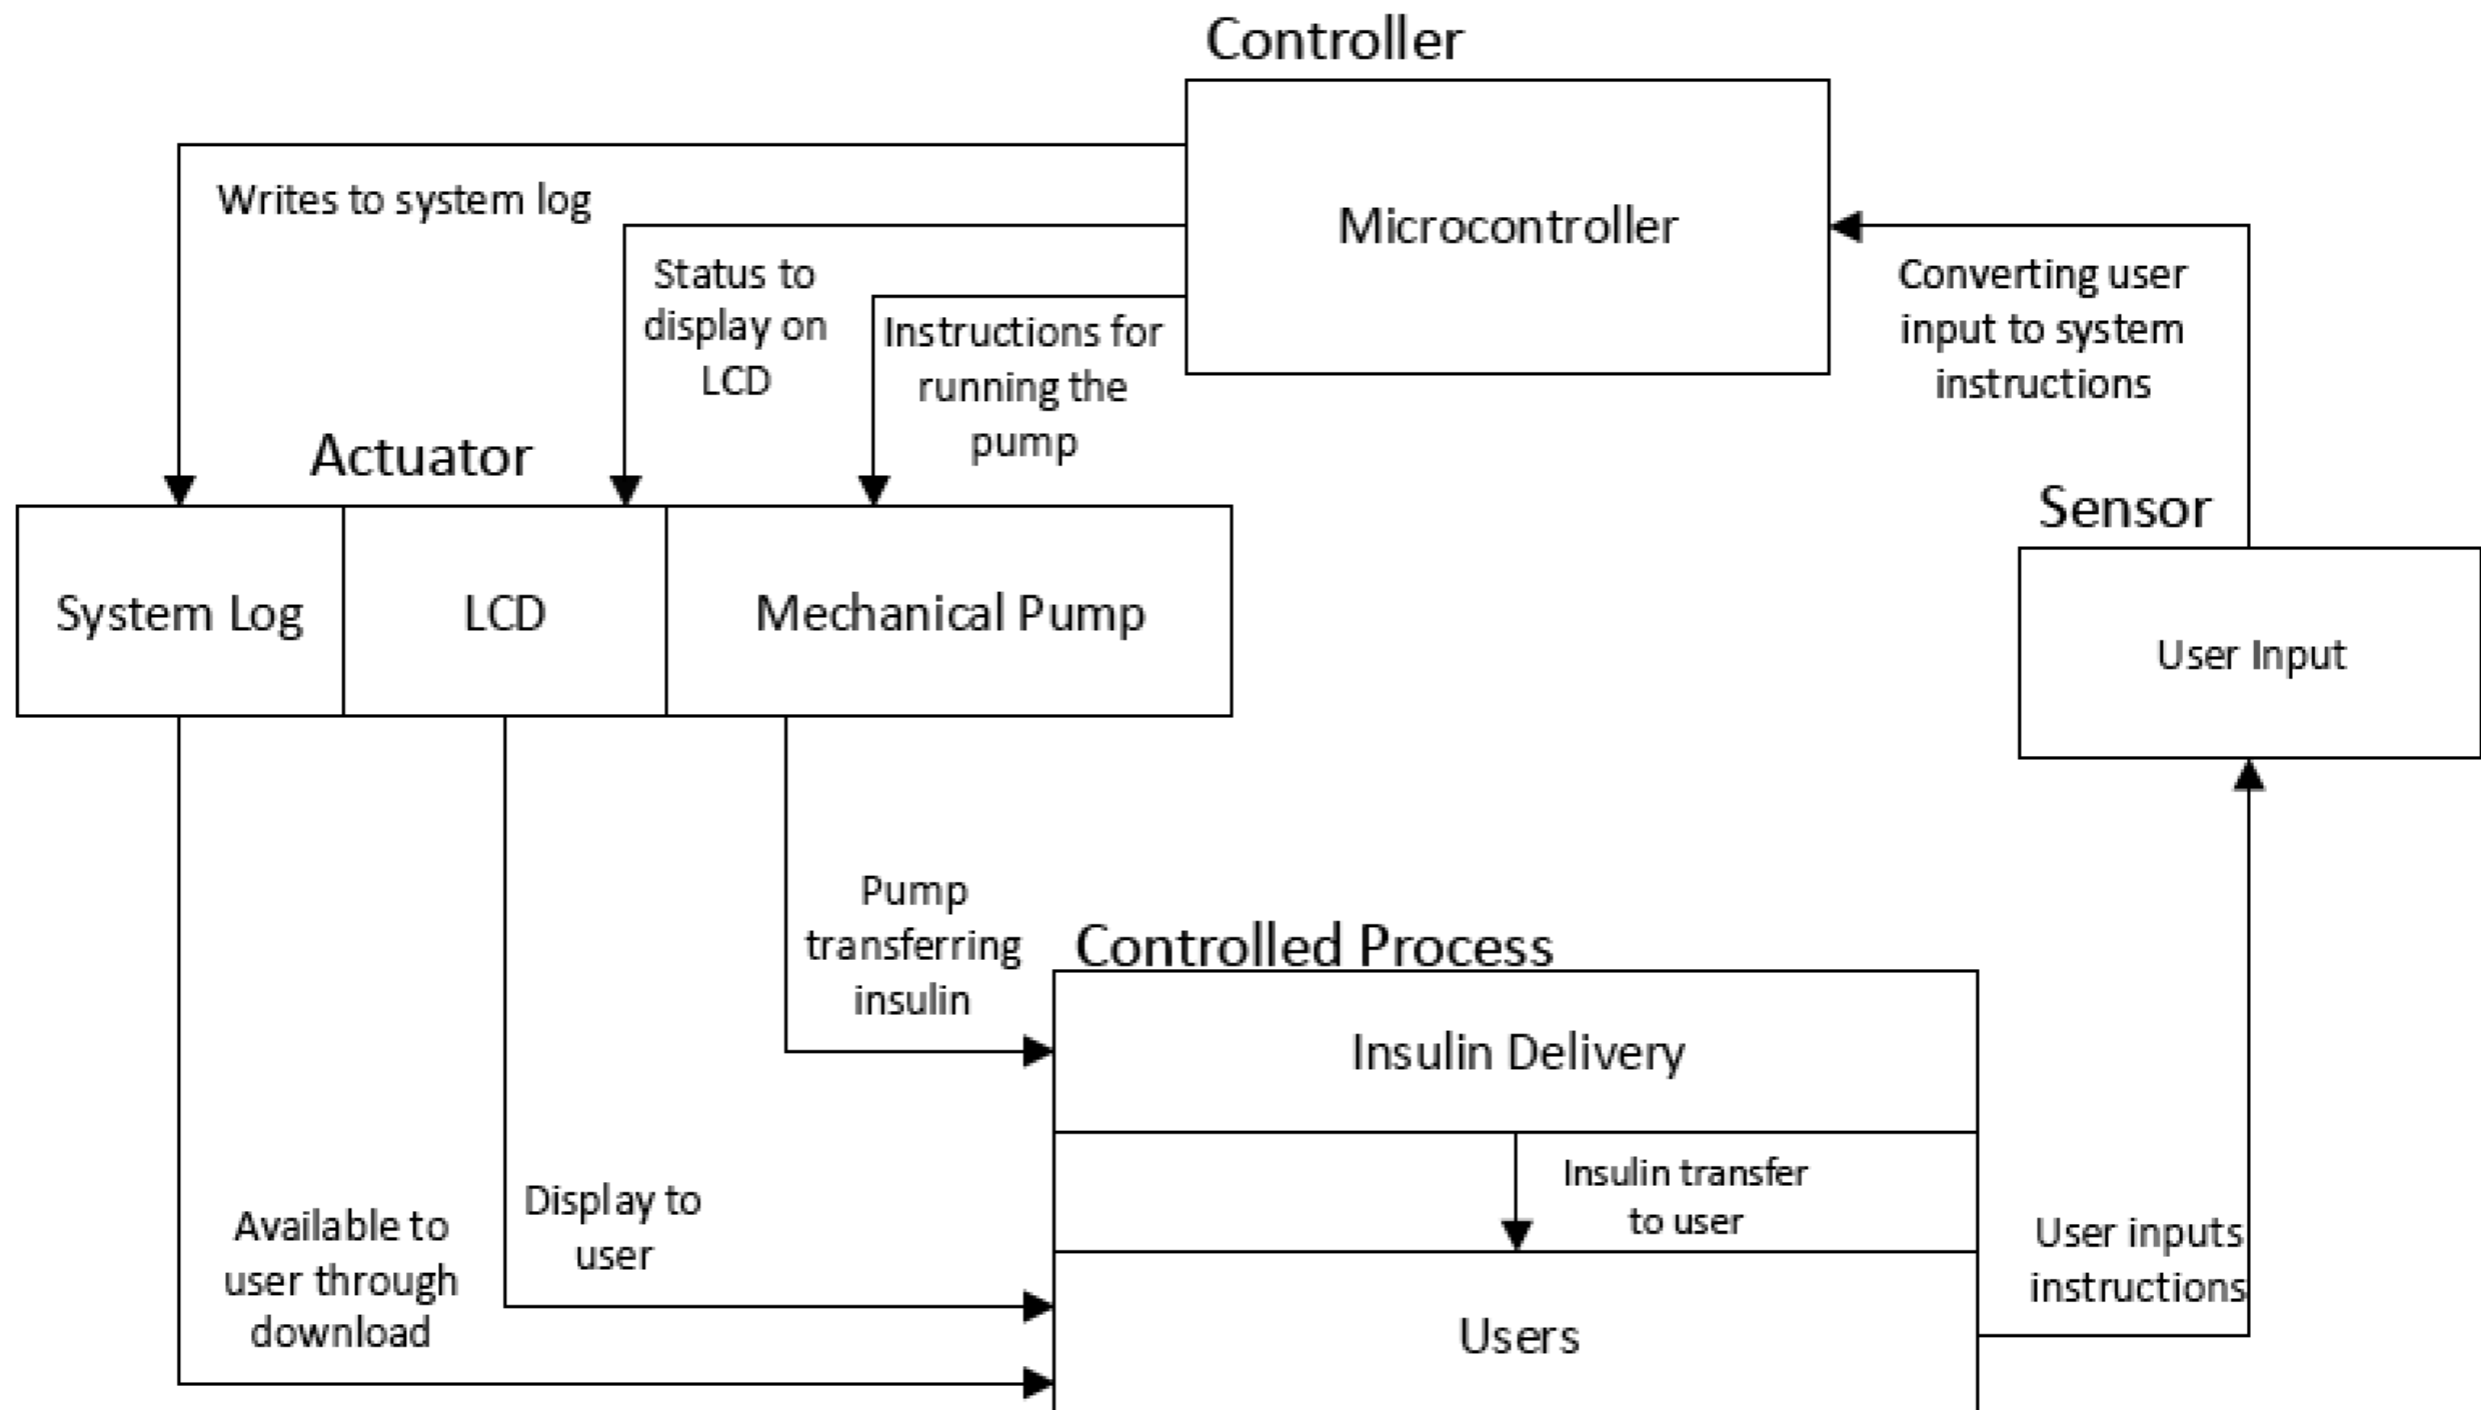 Controller
Microcontroller
Writes to system log
Status to
display on
LCD
Instructions for
running the
pump
Converting user
input to system
instructions
Actuator
Sensor
System Log
LCD
Mechanical Pump
User Input
Pump
transferring
insulin
Controlled Process
Insulin Delivery
Insulin transfer
to user
Display to
user
Available to
user through
download
User inputs
instructions
Users